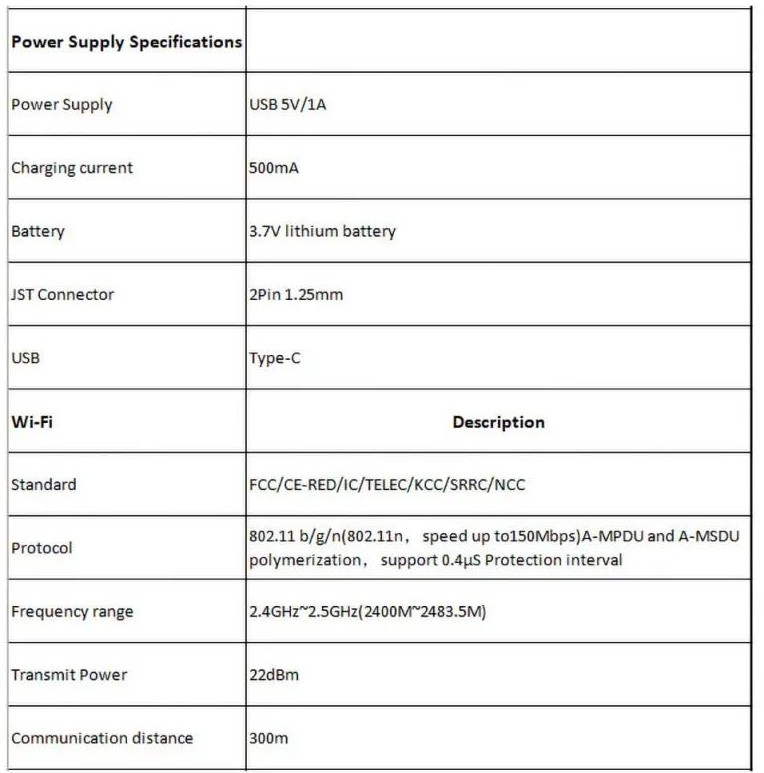 Power Supply Specifications
Power Supply USB 5V/1A
Charging current 500mA
Battery 3.7V lithium battery
JST Connector 2Pin 1.25mm
USB Type-C
Wi-Fi Description
Standard FCC/CE-RED/IC/TELEC/KCC/SRRC/NCC
Protocol 802.11 b/g/n(802.11n， speed up to150Mbps)A-MPDU and A-MSDU
polymerization， support 0.4μS Protection interval
Frequency range 2.4GHz~2.5GHz(2400M~2483.5M)
Transmit Power 22dBm
Communication distance 300m